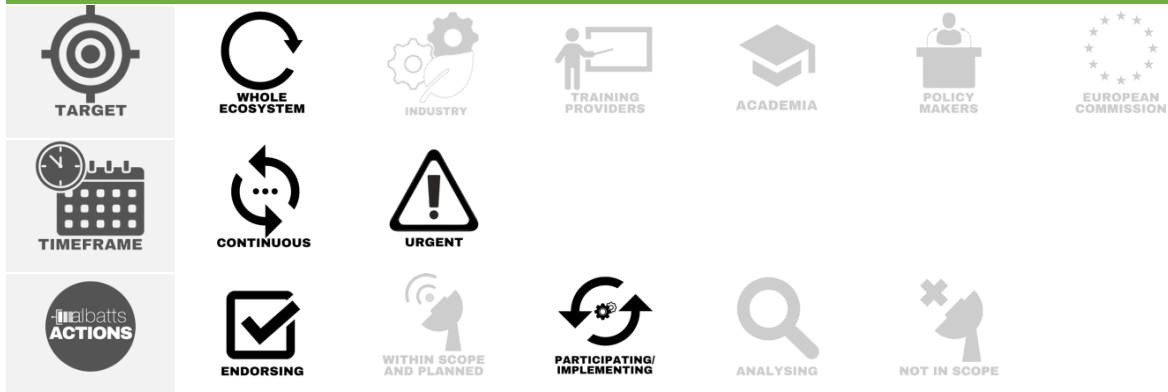 TARGET
WHOLE
ECOSYSTEM
INDUSTRY
TRAINING
PROVIDERS
ACADEMIA
POLICY
MAKERS
EUROPEAN
COMMISSION
TIMEFRAME
CONTINUOUS
URGENT
albatts
ACTIONS
ENDORSING
WITHIN SCOPE
AND PLANNED
PARTICIPATING/
IMPLEMENTING
ANALYSING
NOT IN SCOPE